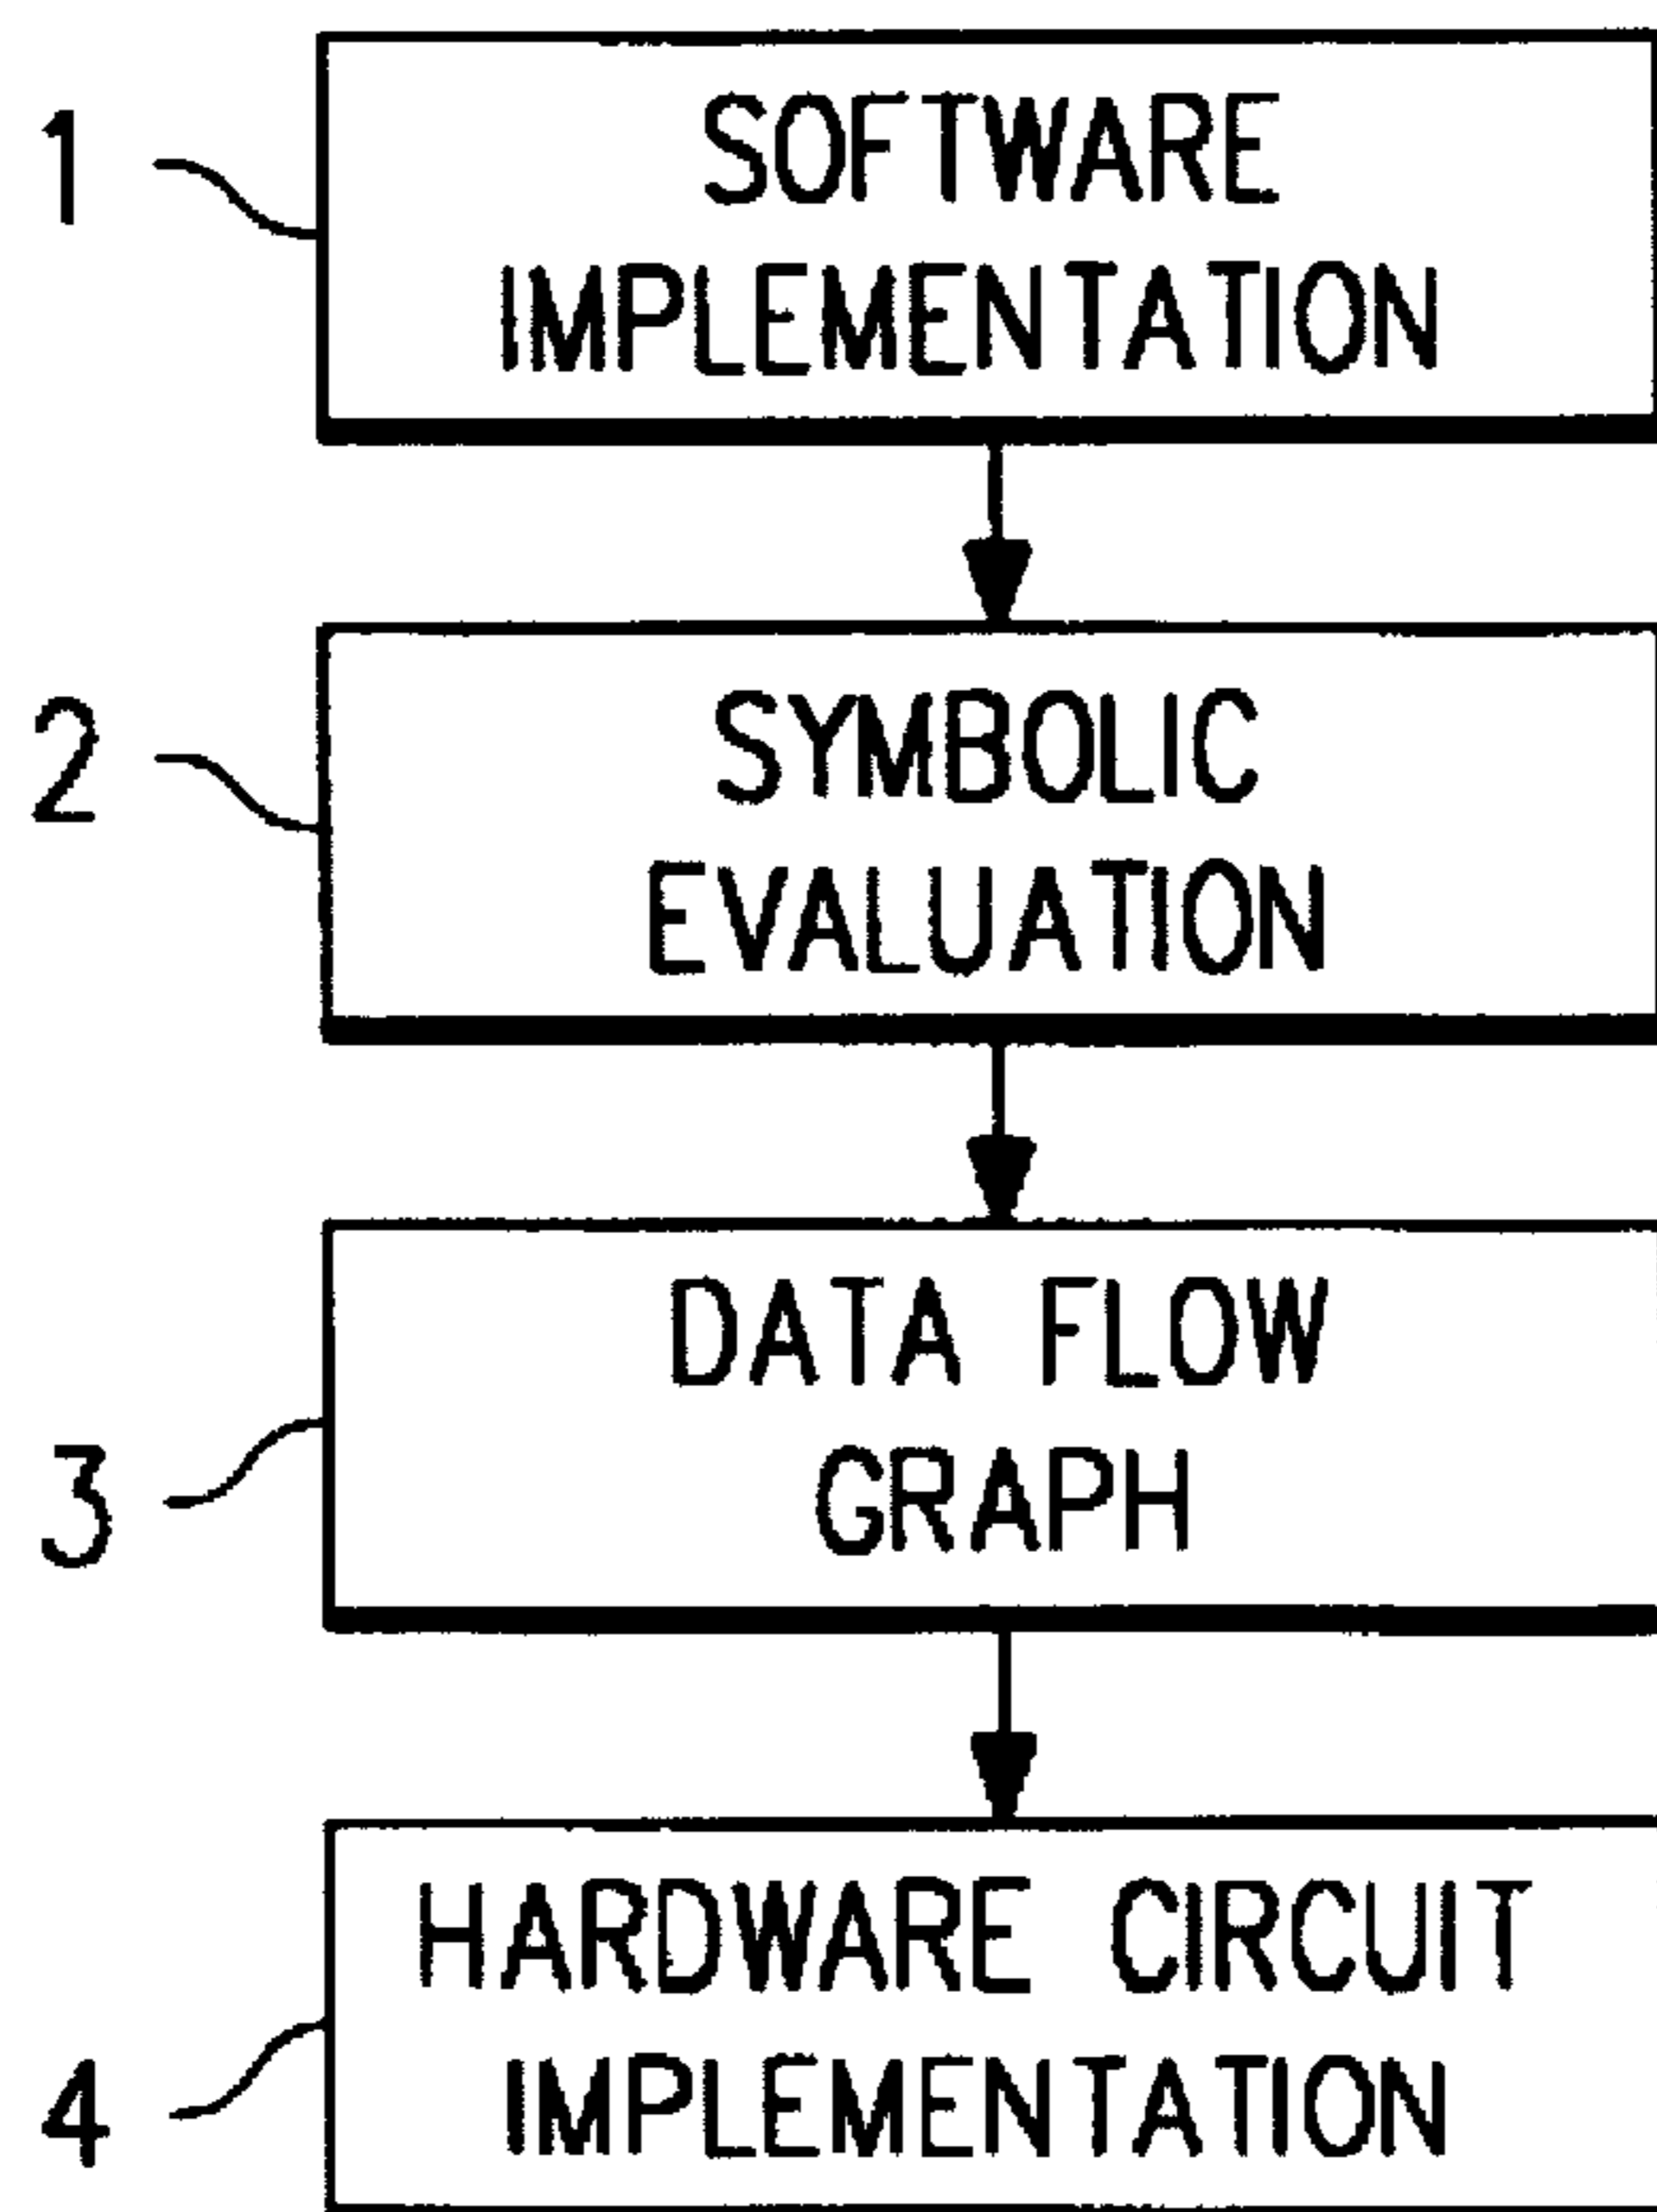 1
SOFTWARE
IMPLEMENTATION
2
SYMBOLIC
EVALUATION
3
DATA FLOW
GRAPH
4
HARDWARE CIRCUIT
IMPLEMENTATION